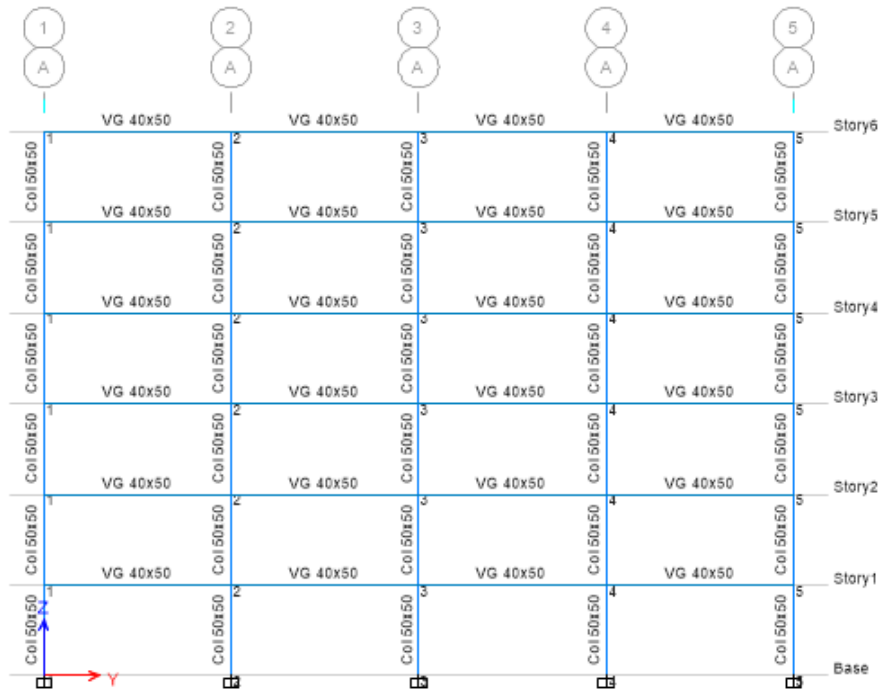 1 2 3 4 5
A A A A A
VG 40x50 VG 40x50 VG 40x50 VG 40x50 Story6
1 2 3 4 5
Col 50x50 Col 50x50 Col 50x50 Col 50x50 Col 50x50
VG 40x50 VG 40x50 VG 40x50 VG 40x50 Story5
1 2 3 4 5
Col 50x50 Col 50x50 Col 50x50 Col 50x50 Col 50x50
VG 40x50 VG 40x50 VG 40x50 VG 40x50 Story4
1 2 3 4 5
Col 50x50 Col 50x50 Col 50x50 Col 50x50 Col 50x50
VG 40x50 VG 40x50 VG 40x50 VG 40x50 Story3
1 2 3 4 5
Col 50x50 Col 50x50 Col 50x50 Col 50x50 Col 50x50
VG 40x50 VG 40x50 VG 40x50 VG 40x50 Story2
1 2 3 4 5
Col 50x50 Col 50x50 Col 50x50 Col 50x50 Col 50x50
VG 40x50 VG 40x50 VG 40x50 VG 40x50 Story1
1 2 3 4 5
Z
Col 50x50 Col 50x50 Col 50x50 Col 50x50 Col 50x50
Y Base